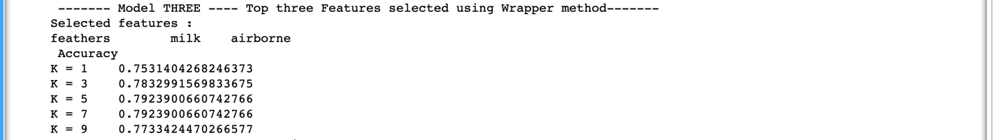 ------- Model THREE ---- Top three Features selected using Wrapper method-------
Selected features :
feathers milk airborne
Accuracy
K = 1 0.7531404268246373
K = 3 0.7832991569833675
K = 5 0.7923900660742766
K = 7 0.7923900660742766
K = 9 0.7733424470266577